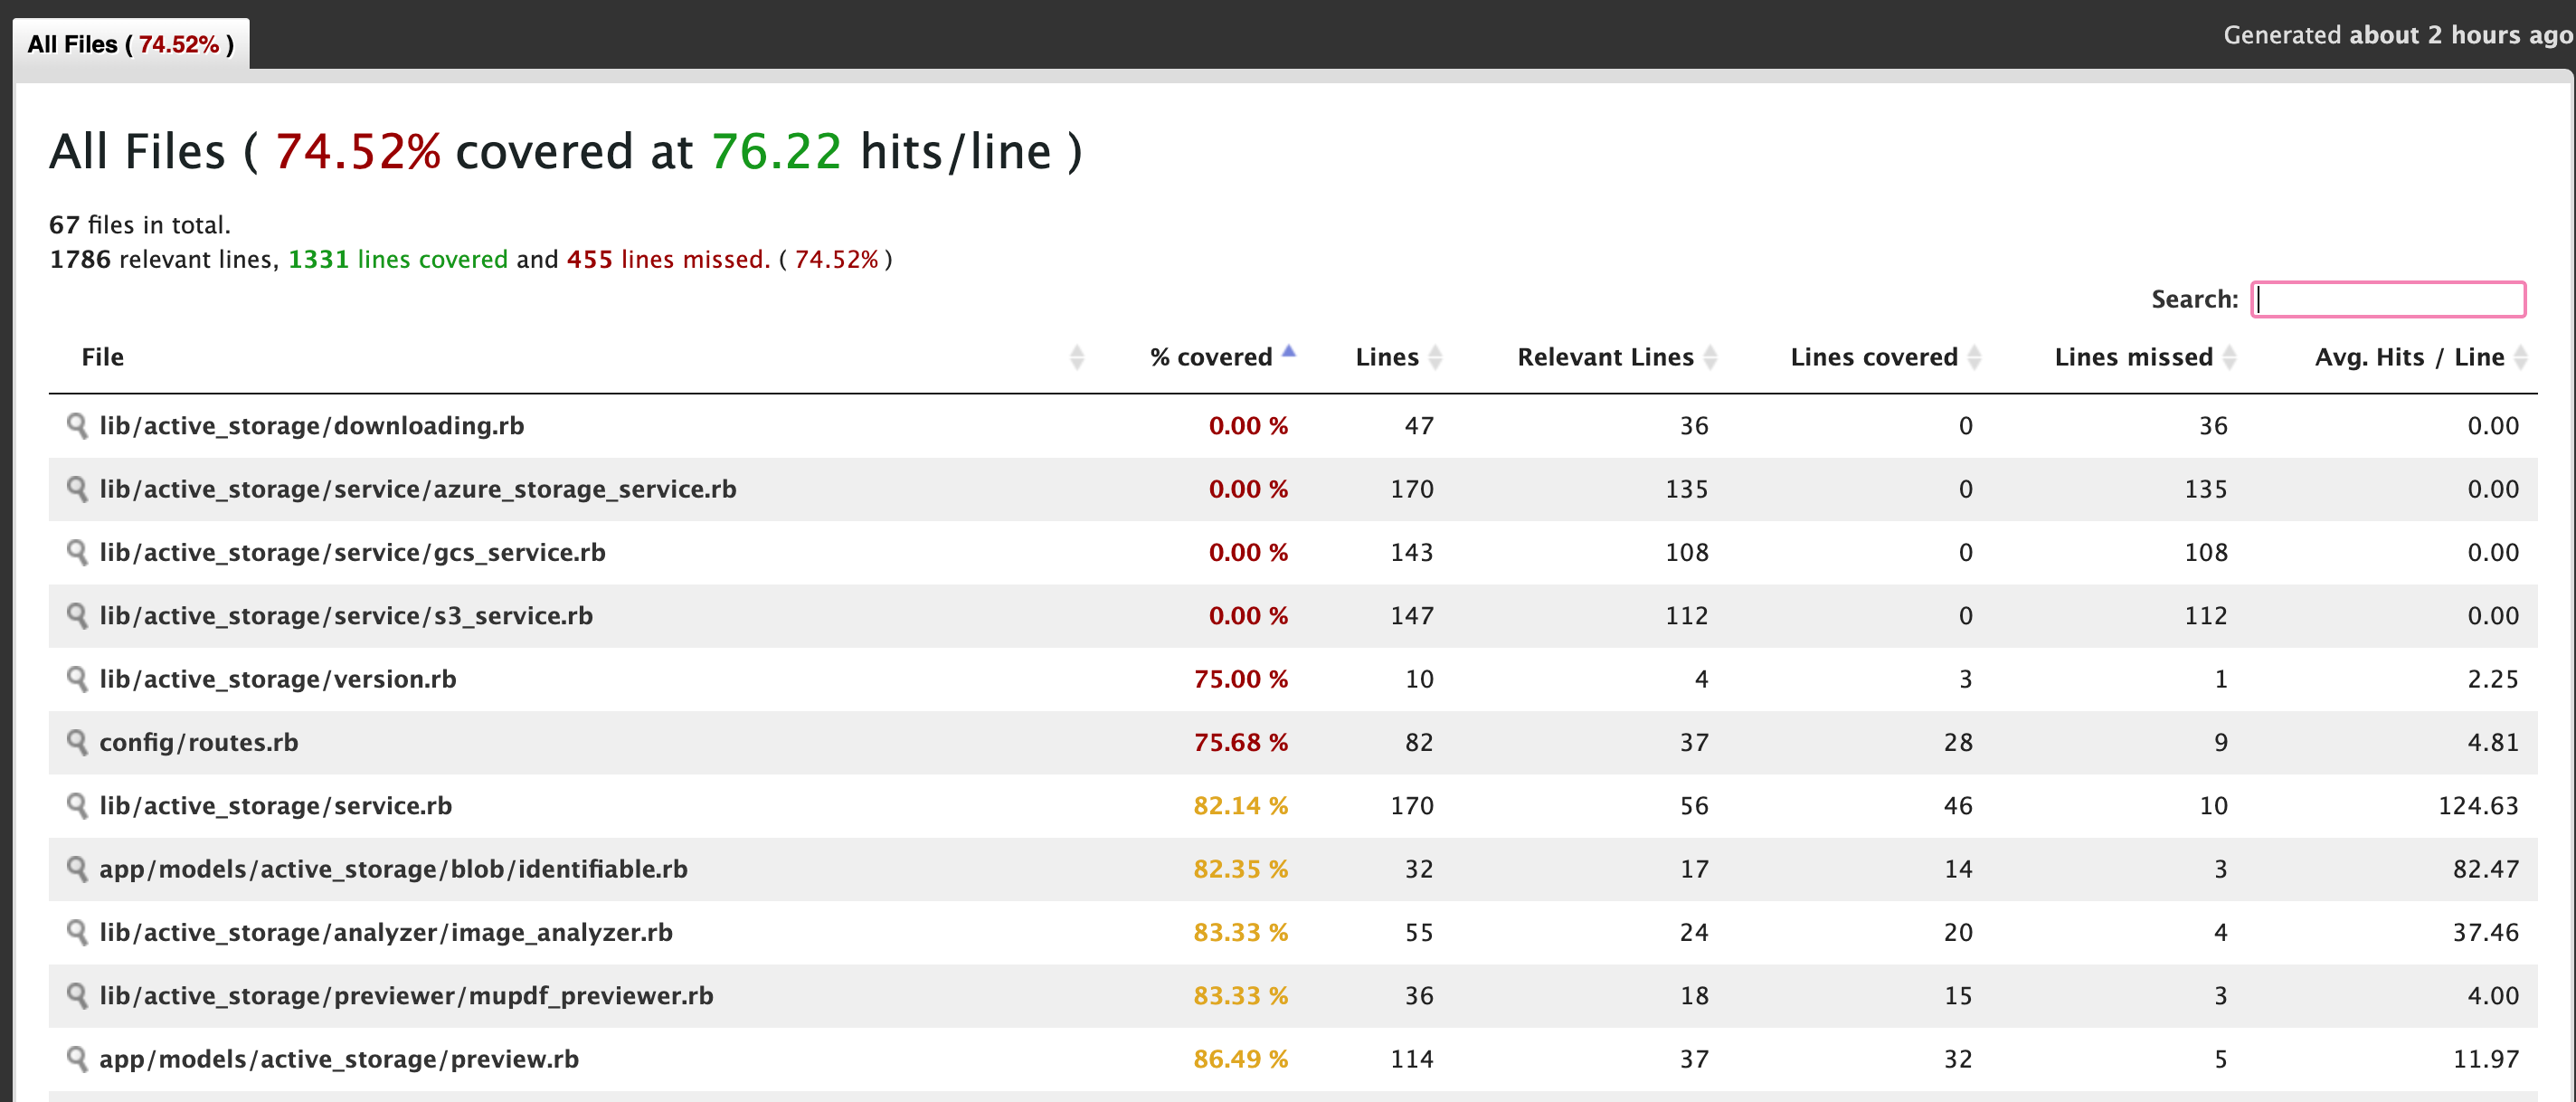 All Files ( 74.52% )
Generated about 2 hours ago
All Files ( 74.52% covered at 76.22 hits/line )
67 files in total.
1786 relevant lines, 1331 lines covered and 455 lines missed. ( 74.52% )
Search:
File % covered Lines Relevant Lines Lines covered Lines missed Avg. Hits / Line
lib/active_storage/downloading.rb 0.00 % 47 36 0 36 0.00
lib/active_storage/service/azure_storage_service.rb 0.00 % 170 135 0 135 0.00
lib/active_storage/service/gcs_service.rb 0.00 % 143 108 0 108 0.00
lib/active_storage/service/s3_service.rb 0.00 % 147 112 0 112 0.00
lib/active_storage/version.rb 75.00 % 10 4 3 1 2.25
config/routes.rb 75.68 % 82 37 28 9 4.81
lib/active_storage/service.rb 82.14 % 170 56 46 10 124.63
app/models/active_storage/blob/identifiable.rb 82.35 % 32 17 14 3 82.47
lib/active_storage/analyzer/image_analyzer.rb 83.33 % 55 24 20 4 37.46
lib/active_storage/previewer/mupdf_previewer.rb 83.33 % 36 18 15 3 4.00
app/models/active_storage/preview.rb 86.49 % 114 37 32 5 11.97